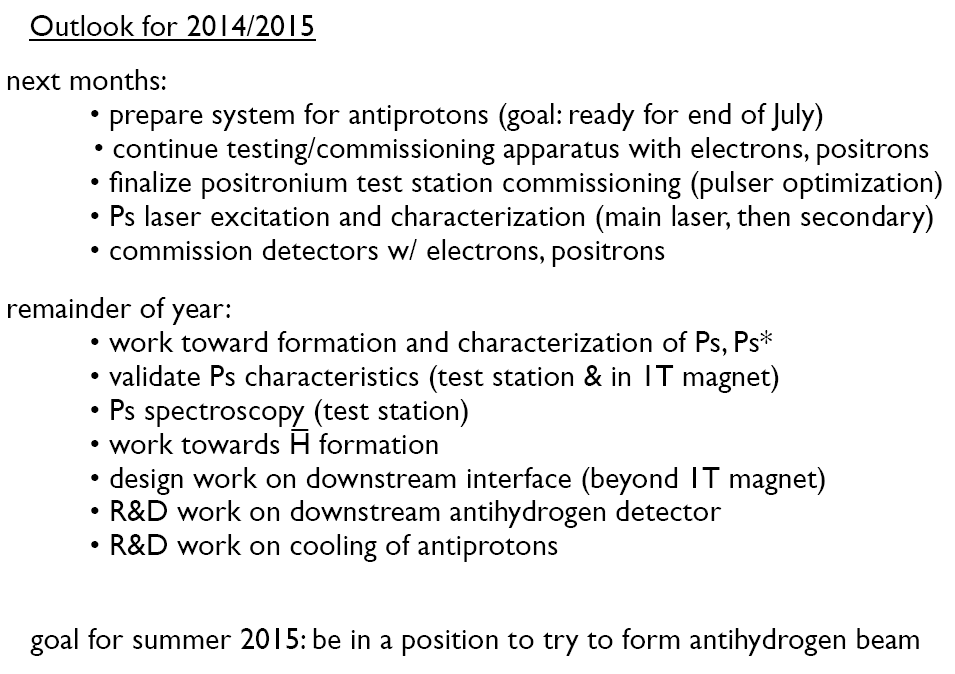 Outlook for 2014/2015
next months:
• prepare system for antiprotons (goal: ready for end of July)
• continue testing/commissioning apparatus with electrons, positrons
• finalize positronium test station commissioning (pulser optimization)
• Ps laser excitation and characterization (main laser, then secondary)
• commission detectors w/ electrons, positrons
remainder of year:
• work toward formation and characterization of Ps, Ps*
• validate Ps characteristics (test station & in 1T magnet)
• Ps spectroscopy (test station)
• work towards H̅ formation
• design work on downstream interface (beyond 1T magnet)
• R&D work on downstream antihydrogen detector
• R&D work on cooling of antiprotons
goal for summer 2015: be in a position to try to form antihydrogen beam